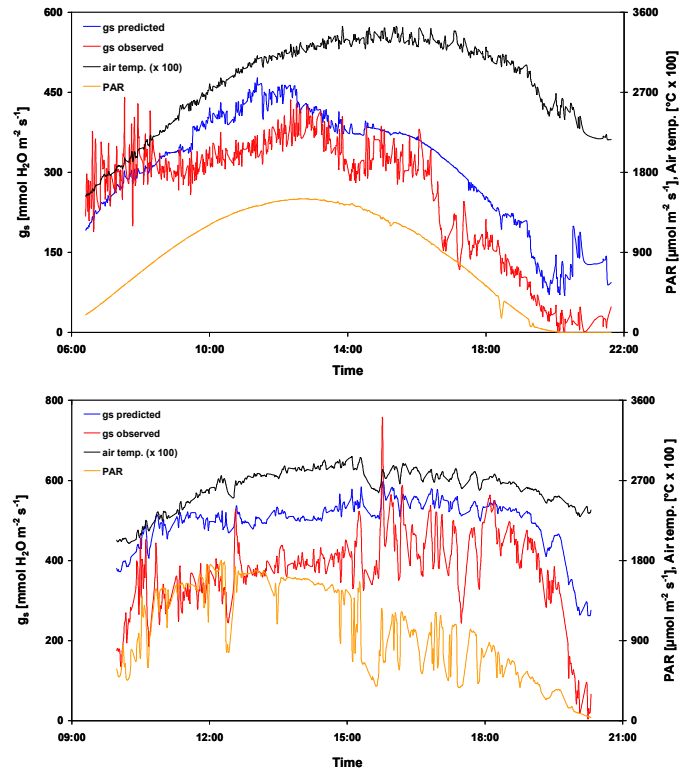 600
450
300
150
0
gs predicted
gs observed
air temp. (x 100)
PAR
3600
2700
1800
900
0
gs [mmol H2O m-2 s-1]
PAR [µmol m-2 s-1], Air temp. [°C x 100]
06:00 10:00 14:00 18:00 22:00
Time
800
600
400
200
0
gs predicted
gs observed
air temp. (x 100)
PAR
3600
2700
1800
900
0
gs [mmol H2O m-2 s-1]
PAR [µmol m-2 s-1], Air temp. [°C x 100 ]
09:00 12:00 15:00 18:00 21:00
Time